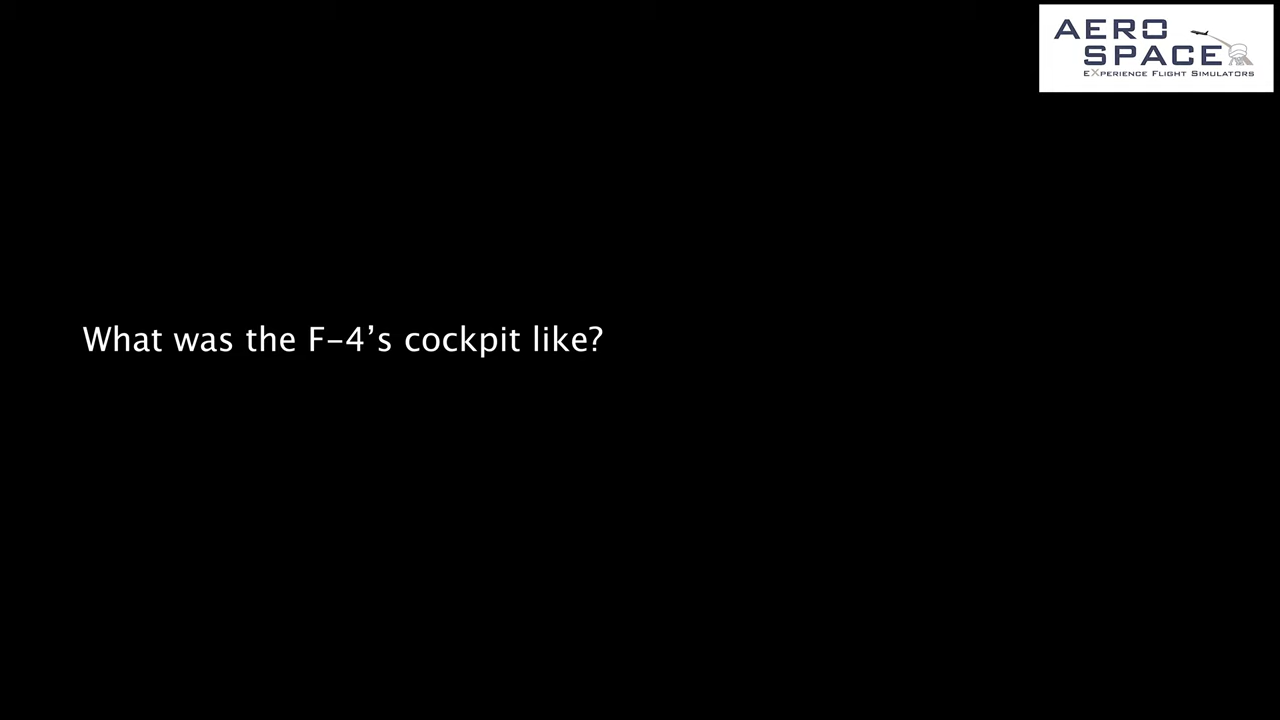 AERO
SPACE
EXPERIENCE FLIGHT SIMULATORS
What was the F-4’s cockpit like?